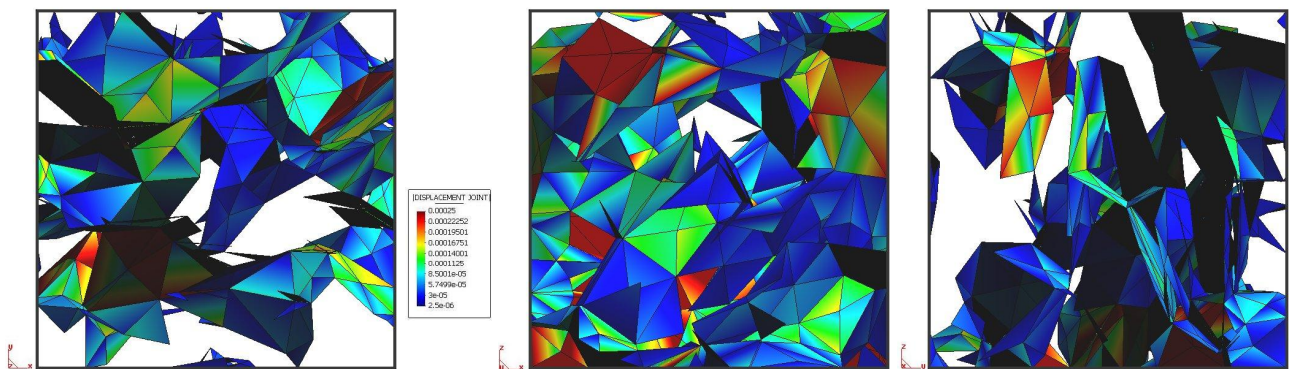 |DISPLACEMENT JOINT|
0.00025
0.00022252
0.00019501
0.00016751
0.00014001
0.0001125
8.5001e-05
5.7499e-05
3e-05
2.5e-06
y
z x
z
x
z
x y